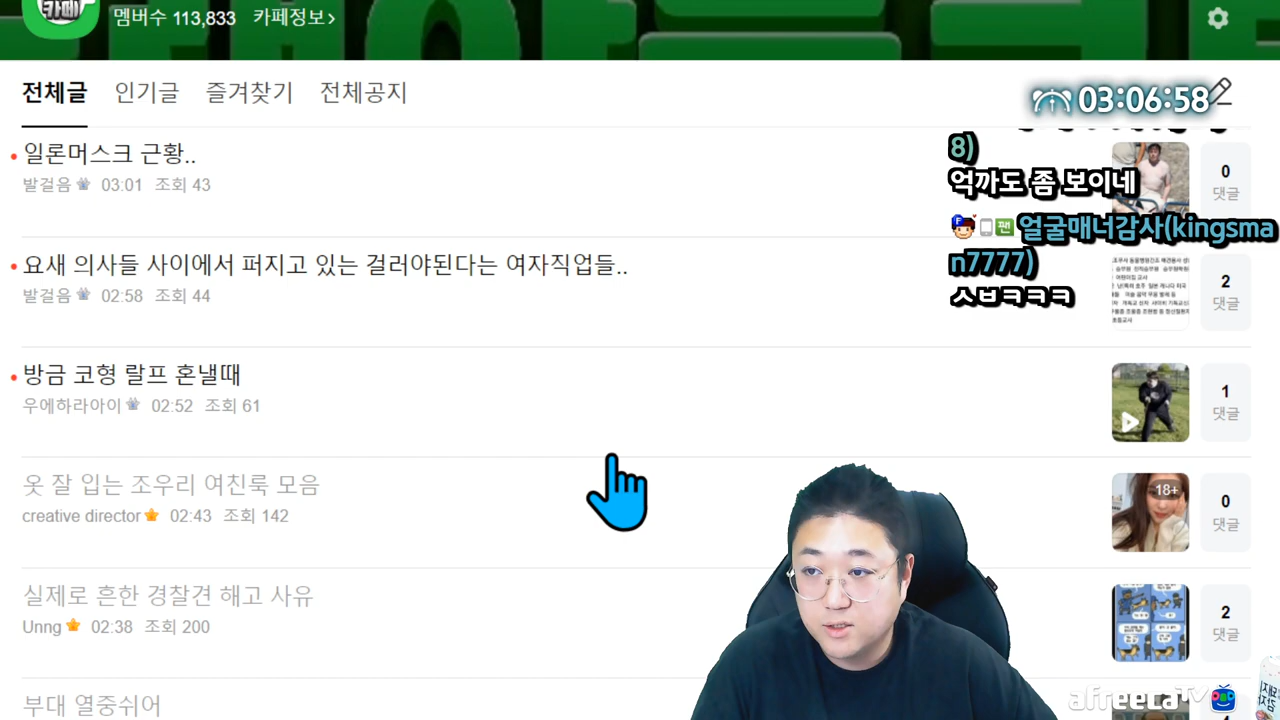 카페
멤버수 113,833 카페정보 >
전체글 인기글 즐겨찾기 전체공지
03:06:58
일론머스크 근황..
발걸음 03:01 조회 43
0
댓글
8)
억까도 좀 보이네
F 팬 얼굴매너감사(kingsma
n7777)
ㅅㅂㅋㅋㅋ
요새 의사들 사이에서 퍼지고 있는 걸러야된다는 여자직업들..
발걸음 02:58 조회 44
2
댓글
방금 코형 랄프 혼낼때
우에하라아이 02:52 조회 61
1
댓글
옷 잘 입는 조우리 여친룩 모음
creative director 02:43 조회 142
18+
0
댓글
실제로 흔한 경찰견 해고 사유
Unng 02:38 조회 200
2
댓글
부대 열중쉬어
afreecaTV